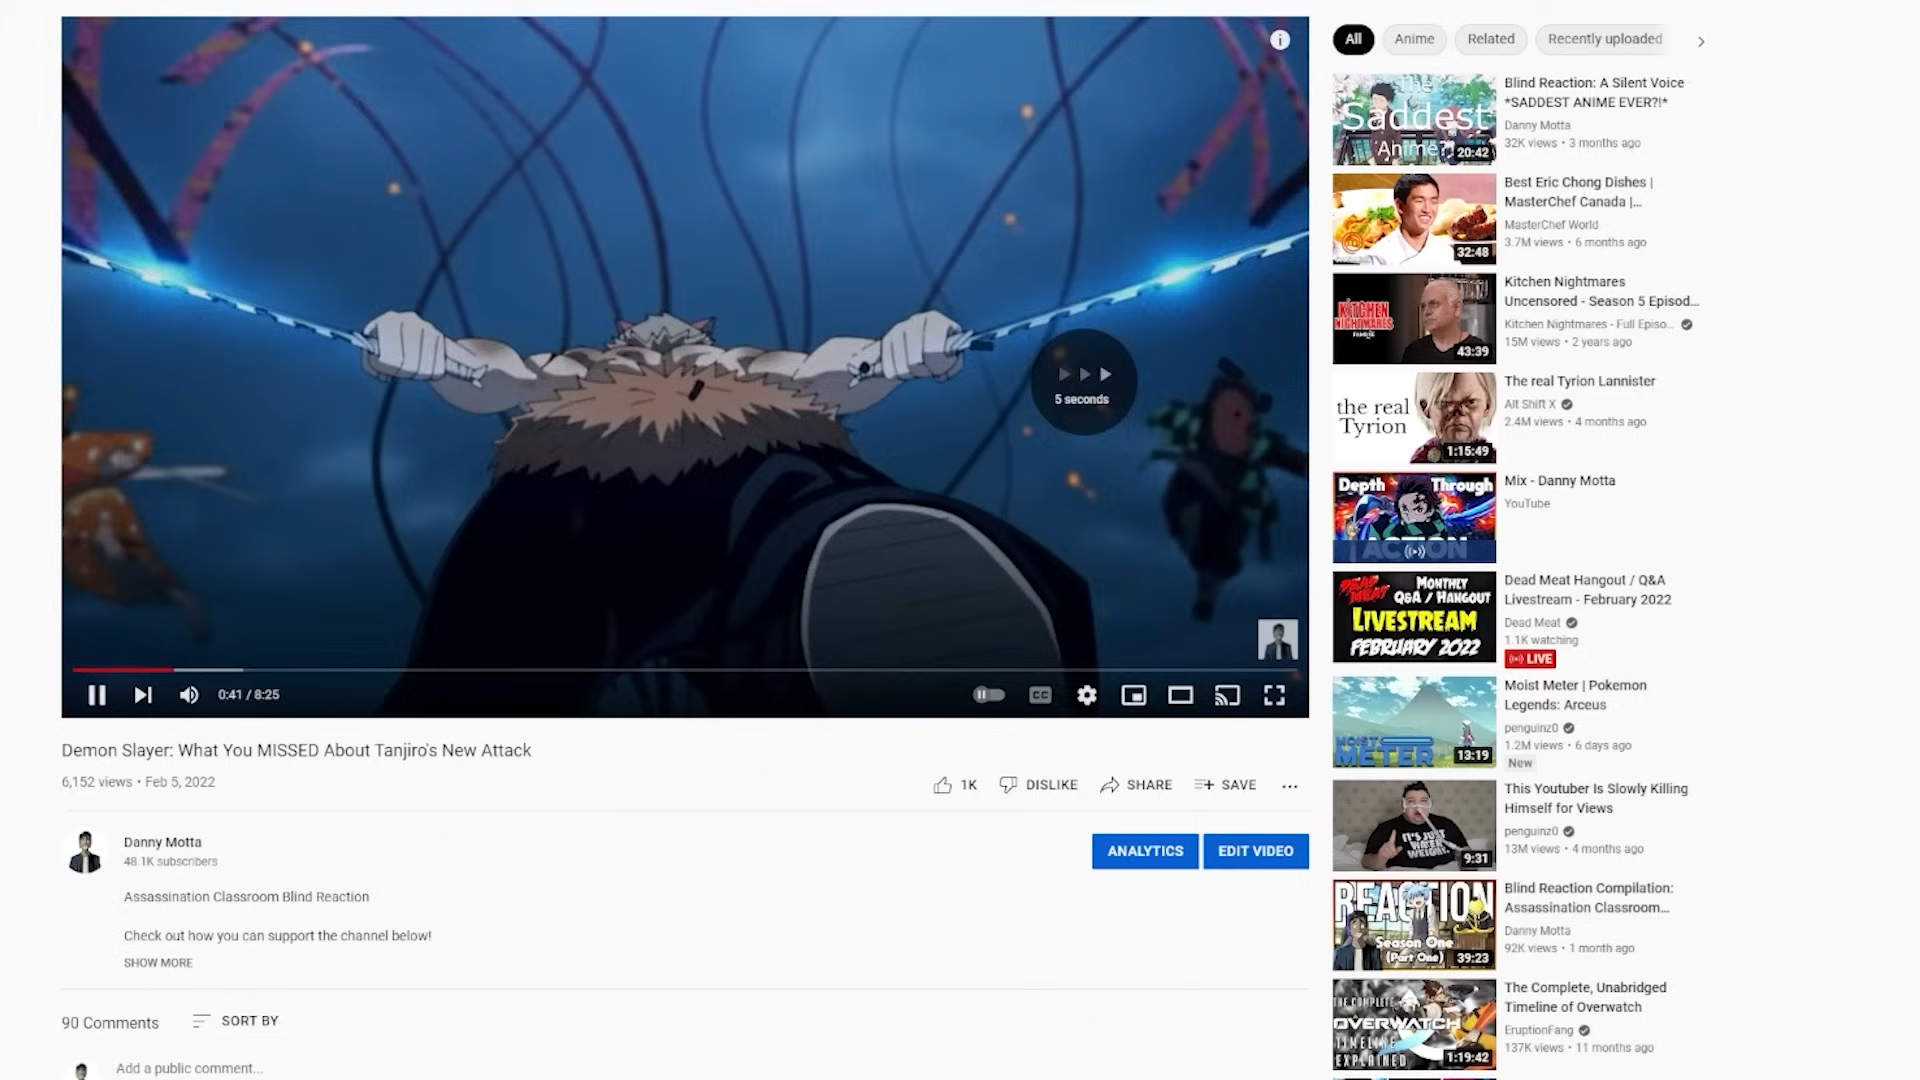 5 seconds
0:41 / 8:25
CC
Demon Slayer: What You MISSED About Tanjiro's New Attack
6,152 views • Feb 5, 2022
1K
DISLIKE
SHARE
SAVE
Danny Motta
48.1K subscribers
ANALYTICS
EDIT VIDEO
Assassination Classroom Blind Reaction
Check out how you can support the channel below!
SHOW MORE
90 Comments
SORT BY
Add a public comment...
All
Anime
Related
Recently uploaded
The
Saddest
Anime?
20:42
Blind Reaction: A Silent Voice
*SADDEST ANIME EVER?!*
Danny Motta
32K views • 3 months ago
32:48
Best Eric Chong Dishes |
MasterChef Canada |...
MasterChef World
3.7M views • 6 months ago
KITCHEN
NIGHTMARES
43:39
Kitchen Nightmares
Uncensored - Season 5 Episod...
Kitchen Nightmares - Full Episo...
15M views • 2 years ago
the real
Tyrion
1:15:49
The real Tyrion Lannister
Alt Shift X
2.4M views • 4 months ago
Depth Through
ACTION
Mix - Danny Motta
YouTube
DEAD
MEAT
MONTHLY
Q&A / HANGOUT
LIVESTREAM
FEBRUARY 2022
Dead Meat Hangout / Q&A
Livestream - February 2022
Dead Meat
1.1K watching
LIVE
MOIST
METER
13:19
Moist Meter | Pokemon
Legends: Arceus
penguinz0
1.2M views • 6 days ago
New
IT'S JUST
WATER
WEIGHT.
9:31
This Youtuber Is Slowly Killing
Himself for Views
penguinz0
13M views • 4 months ago
REACTION
Season One
(Part One)
39:23
Blind Reaction Compilation:
Assassination Classroom...
Danny Motta
92K views • 1 month ago
THE COMPLETE
OVERWATCH
TIMELINE
EXPLAINED
1:19:42
The Complete, Unabridged
Timeline of Overwatch
EruptionFang
137K views • 11 months ago